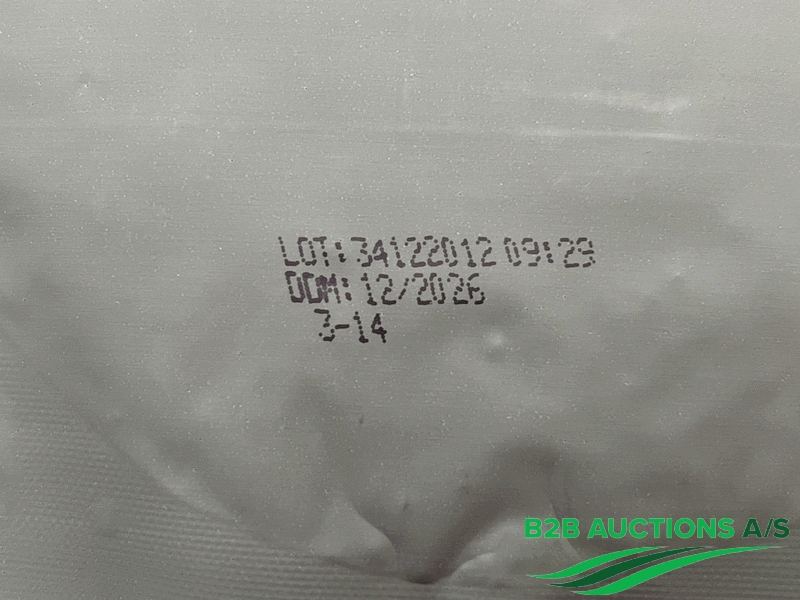 LOT:34122012 09:29
DDM:12/2026
3-14
B2B AUCTIONS A/S